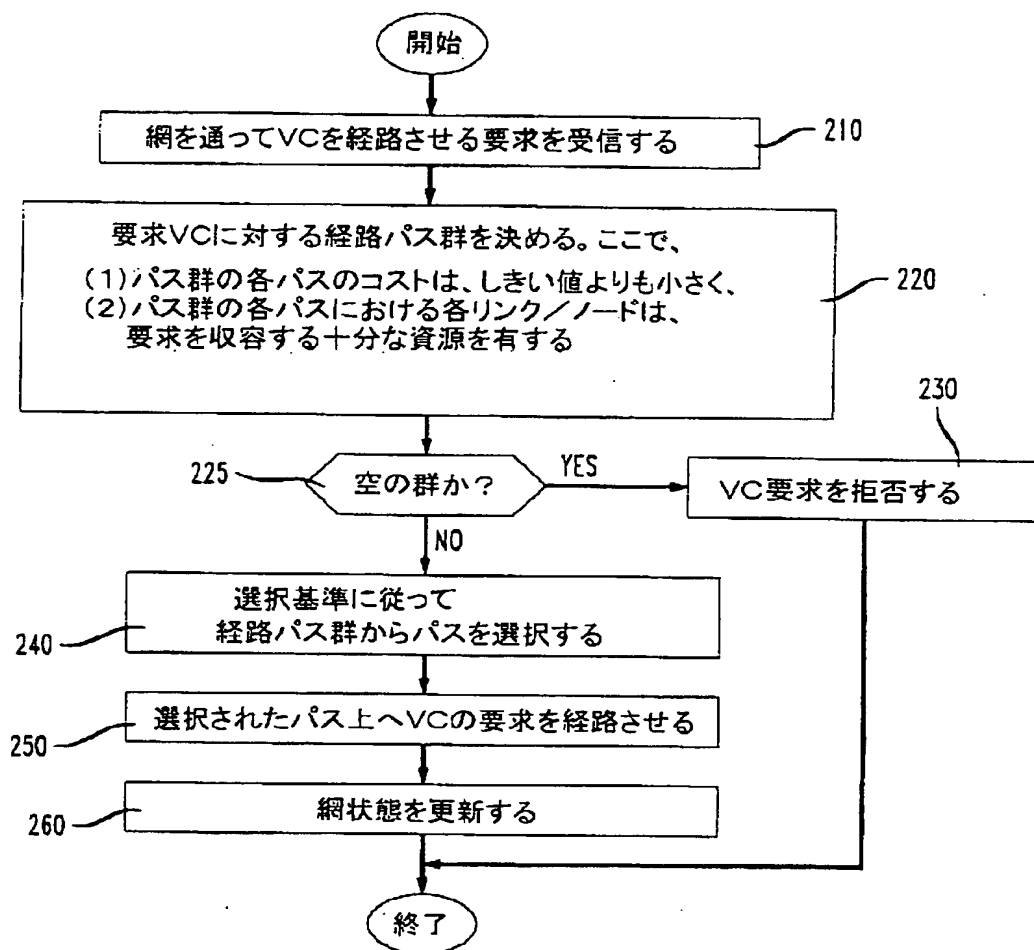 開始
網を通ってVCを経路させる要求を受信する
210
要求VCに対する経路パス群を決める。ここで、
(1)パス群の各パスのコストは、しきい値よりも小さく、
(2)パス群の各パスにおける各リンク／ノードは、
要求を収容する十分な資源を有する
220
225
空の群か？
YES
230
VC要求を拒否する
NO
選択基準に従って
経路パス群からパスを選択する
240
選択されたパス上へVCの要求を経路させる
250
網状態を更新する
260
終了